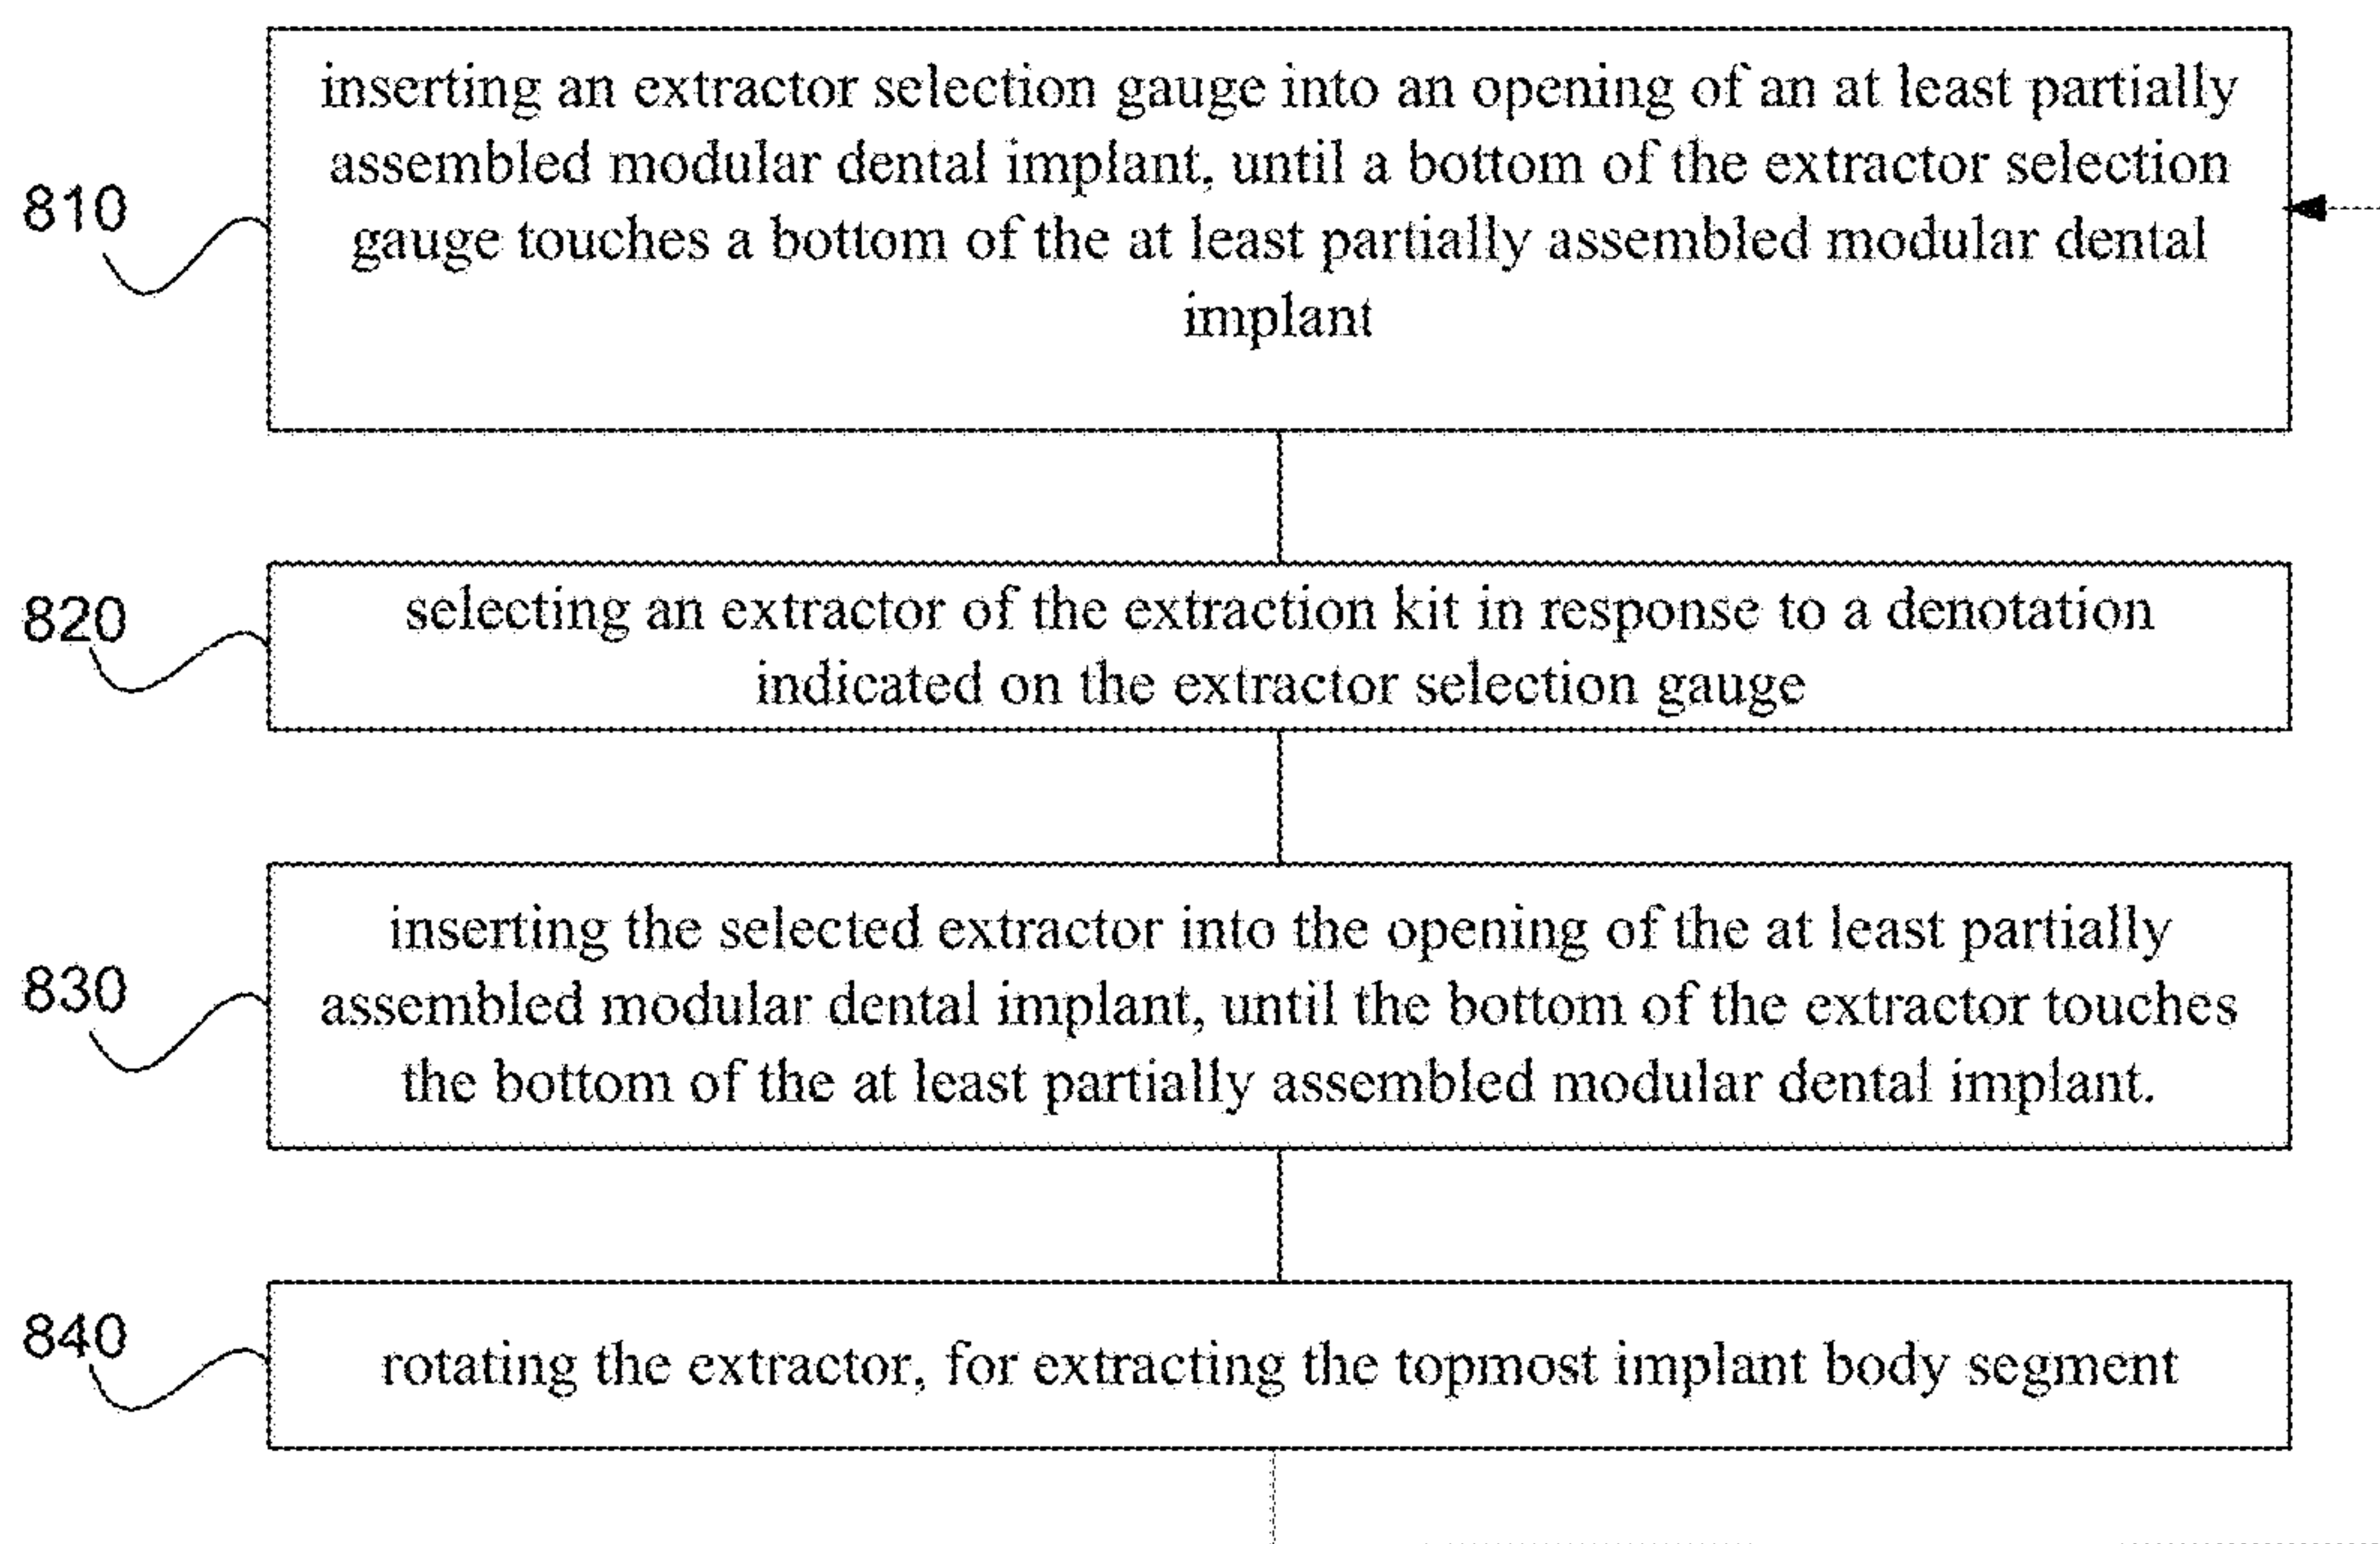 810
inserting an extractor selection gauge into an opening of an at least partially
assembled modular dental implant, until a bottom of the extractor selection
gauge touches a bottom of the at least partially assembled modular dental
implant
820
selecting an extractor of the extraction kit in response to a denotation
indicated on the extractor selection gauge
830
inserting the selected extractor into the opening of the at least partially
assembled modular dental implant, until the bottom of the extractor touches
the bottom of the at least partially assembled modular dental implant.
840
rotating the extractor, for extracting the topmost implant body segment